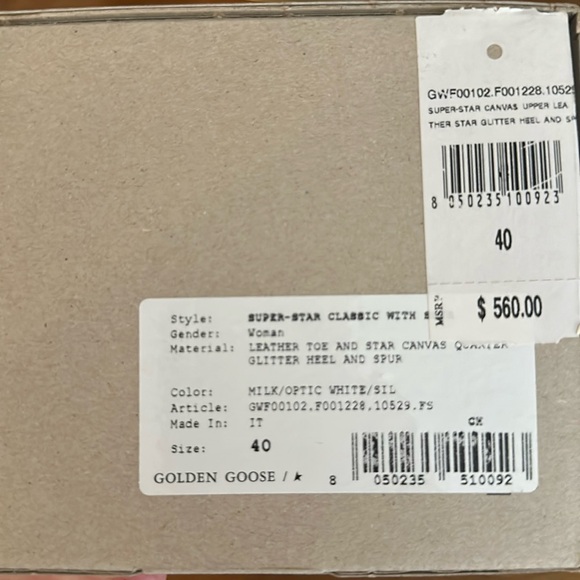 GWF00102.F001228.1052
SUPER-STAR CANVAS UPPER LEA
THER STAR GLITTER HEEL AND SP
8 050235 100923
40
MSRP
$ 560.00
Style: SUPER-STAR CLASSIC WITH S
Gender: Woman
Material: LEATHER TOE AND STAR CANVAS QUARTER
GLITTER HEEL AND SPUR
Color: MILK/OPTIC WHITE/SIL
Article: GWF00102.F001228.10529.FS
Made In: IT
CH
Size: 40
GOLDEN GOOSE / ★
8 050235 510092